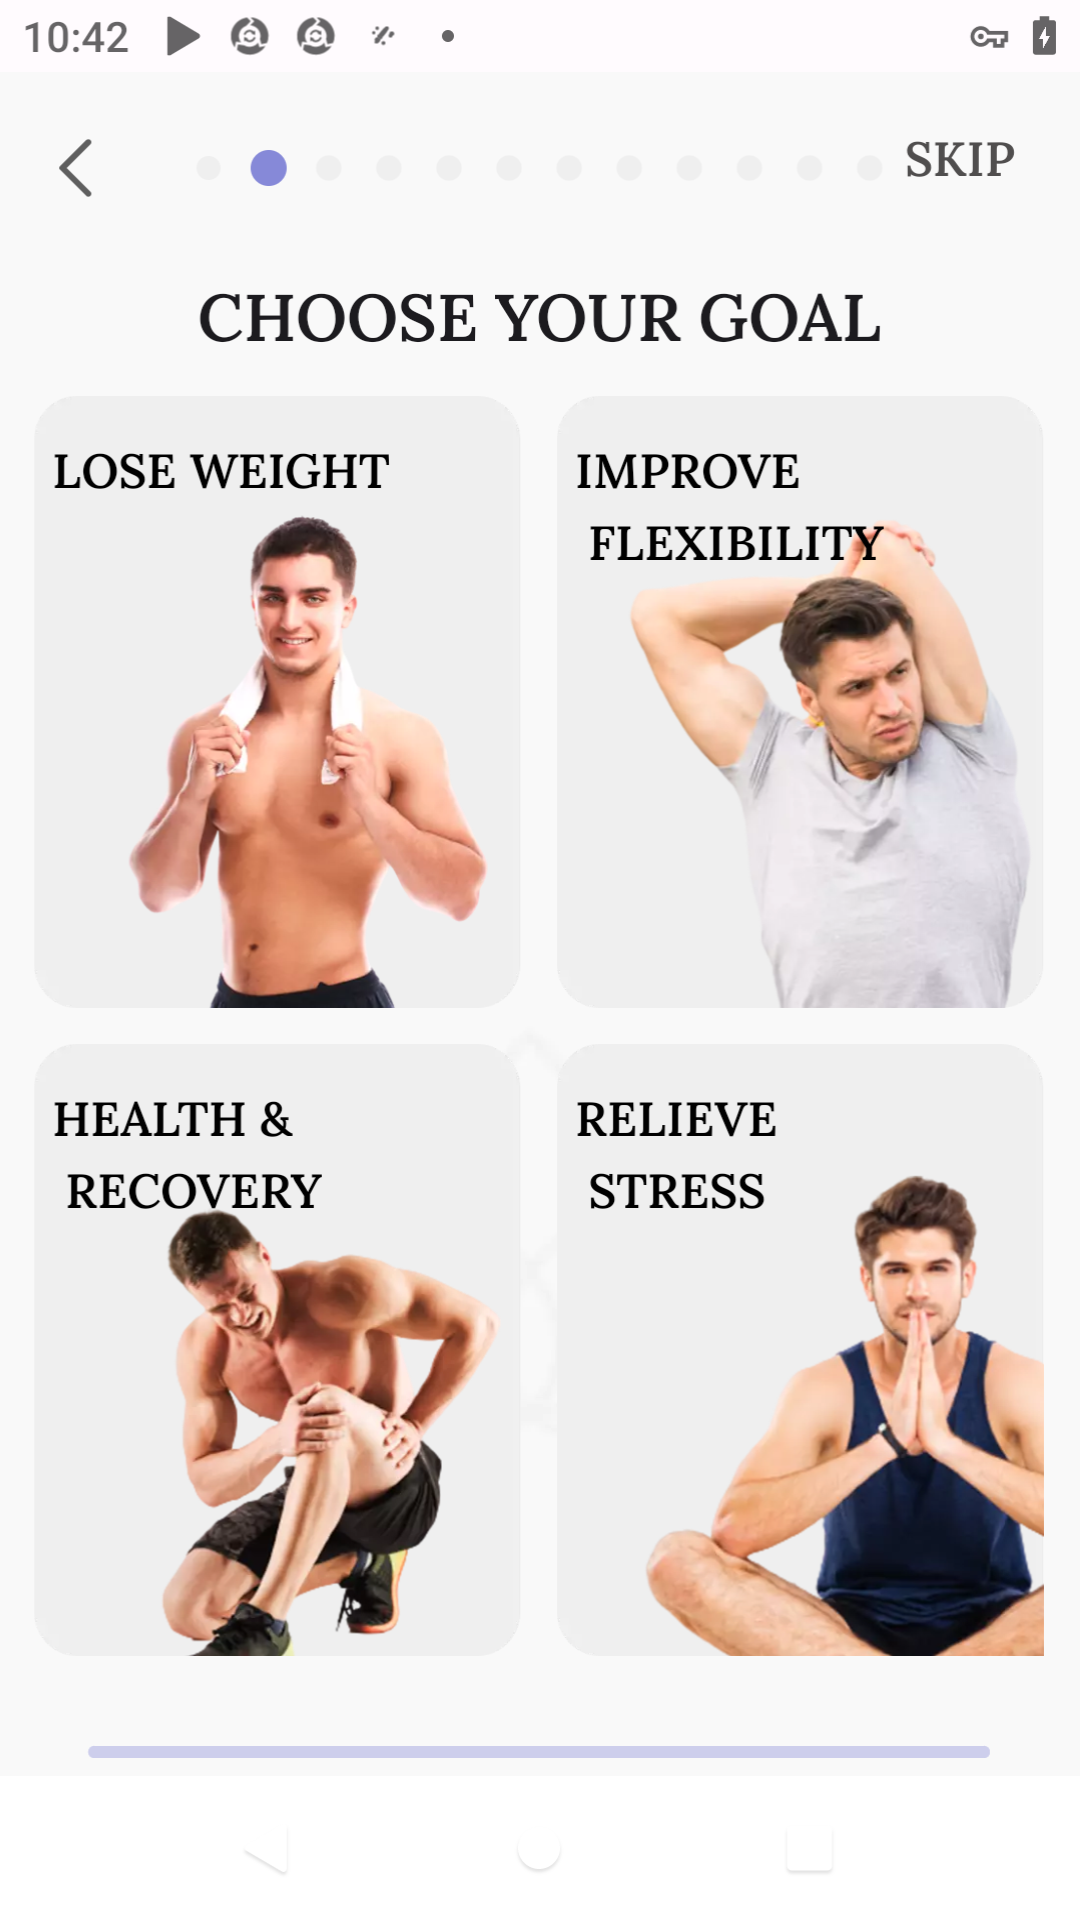 10:42
SKIP
CHOOSE YOUR GOAL
LOSE WEIGHT
IMPROVE
FLEXIBILITY
HEALTH &
RECOVERY
RELIEVE
STRESS